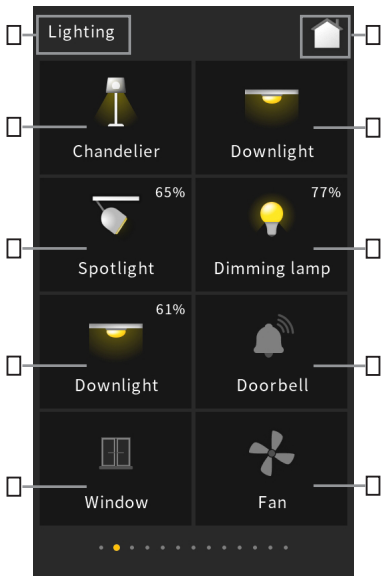 Lighting
Chandelier
Downlight
65%
Spotlight
77%
Dimming lamp
61%
Downlight
Doorbell
Window
Fan